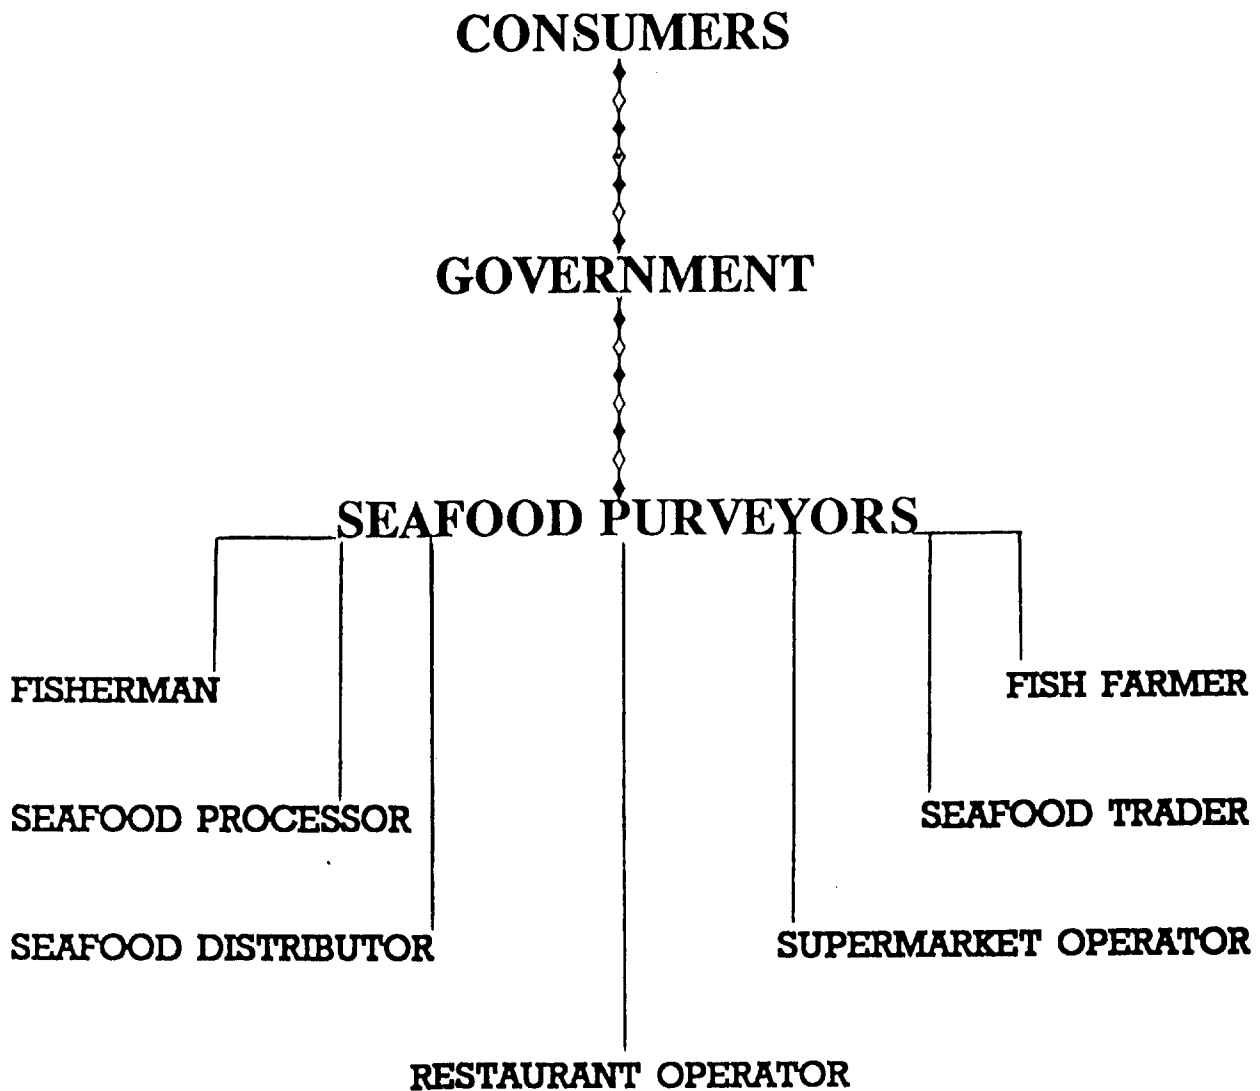 CONSUMERS
GOVERNMENT
SEAFOOD PURVEYORS
FISHERMAN
FISH FARMER
SEAFOOD PROCESSOR
SEAFOOD TRADER
SEAFOOD DISTRIBUTOR
SUPERMARKET OPERATOR
RESTAURANT OPERATOR